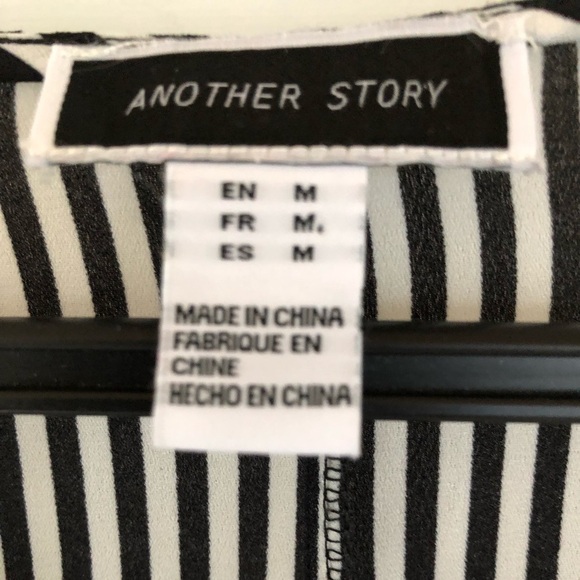 ANOTHER STORY
EN M
FR M.
ES M
MADE IN CHINA
FABRIQUE EN
CHINE
HECHO EN CHINA